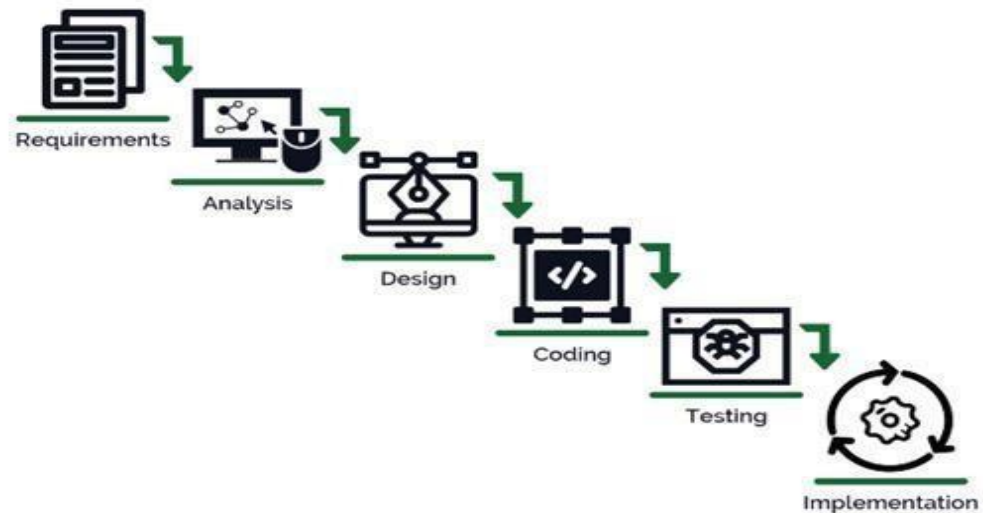 Requirements
Analysis
Design
</>
Coding
Testing
Implementation